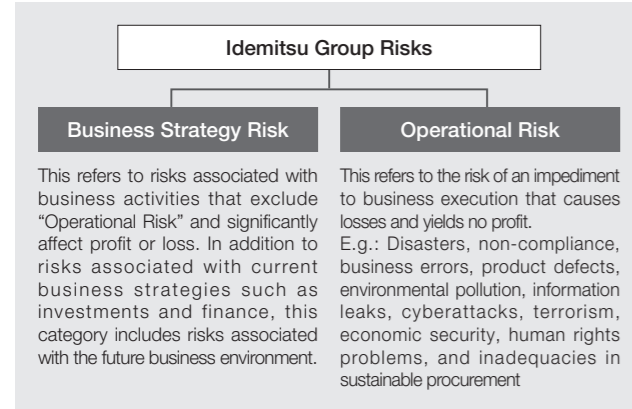 Idemitsu Group Risks
Business Strategy Risk
This refers to risks associated with
business activities that exclude
“Operational Risk” and significantly
affect profit or loss. In addition to
risks associated with current
business strategies such as
investments and finance, this
category includes risks associated
with the future business environment.
Operational Risk
This refers to the risk of an impediment
to business execution that causes
losses and yields no profit.
E.g.: Disasters, non-compliance,
business errors, product defects,
environmental pollution, information
leaks, cyberattacks, terrorism,
economic security, human rights
problems, and inadequacies in
sustainable procurement